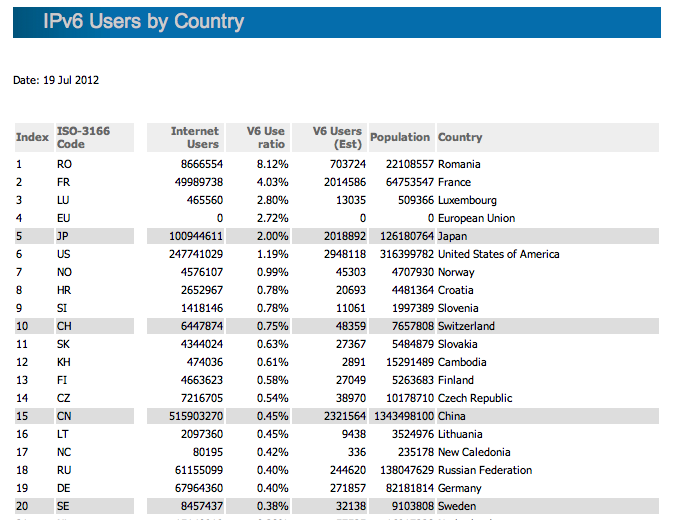 IPv6 Users by Country
Date: 19 Jul 2012
Index ISO-3166 Code Internet Users V6 Use ratio V6 Users (Est) Population Country
1 RO 8666554 8.12% 703724 22108557 Romania
2 FR 49989738 4.03% 2014586 64753547 France
3 LU 465560 2.80% 13035 509366 Luxembourg
4 EU 0 2.72% 0 0 European Union
5 JP 100944611 2.00% 2018892 126180764 Japan
6 US 247741029 1.19% 2948118 316399782 United States of America
7 NO 4576107 0.99% 45303 4707930 Norway
8 HR 2652967 0.78% 20693 4481364 Croatia
9 SI 1418146 0.78% 11061 1997389 Slovenia
10 CH 6447874 0.75% 48359 7657808 Switzerland
11 SK 4344024 0.63% 27367 5484879 Slovakia
12 KH 474036 0.61% 2891 15291489 Cambodia
13 FI 4663623 0.58% 27049 5263683 Finland
14 CZ 7216705 0.54% 38970 10178710 Czech Republic
15 CN 515903270 0.45% 2321564 1343498100 China
16 LT 2097360 0.45% 9438 3524976 Lithuania
17 NC 80195 0.42% 336 235178 New Caledonia
18 RU 61155099 0.40% 244620 138047629 Russian Federation
19 DE 67964360 0.40% 271857 82181814 Germany
20 SE 8457437 0.38% 32138 9103808 Sweden